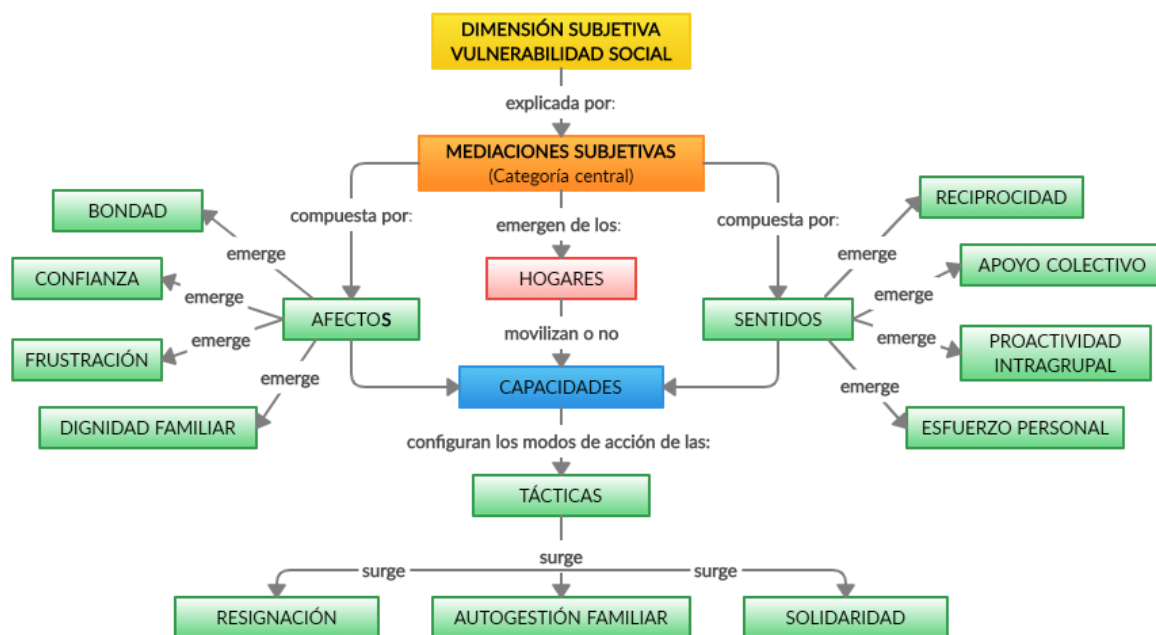 DIMENSIÓN SUBJETIVA
VULNERABILIDAD SOCIAL
explicada por:
MEDIACIONES SUBJETIVAS
(Categoría central)
compuesta por:
emergen de los:
compuesta por:
BONDAD
emerge
CONFIANZA
emerge
AFECTOS
emerge
FRUSTRACIÓN
emerge
DIGNIDAD FAMILIAR
HOGARES
movilizan o no
RECIPROCIDAD
emerge
APOYO COLECTIVO
emerge
SENTIDOS
emerge
PROACTIVIDAD
INTRAGRUPAL
emerge
ESFUERZO PERSONAL
CAPACIDADES
configuran los modos de acción de las:
TÁCTICAS
surge
surge
surge
RESIGNACIÓN
AUTOGESTIÓN FAMILIAR
SOLIDARIDAD